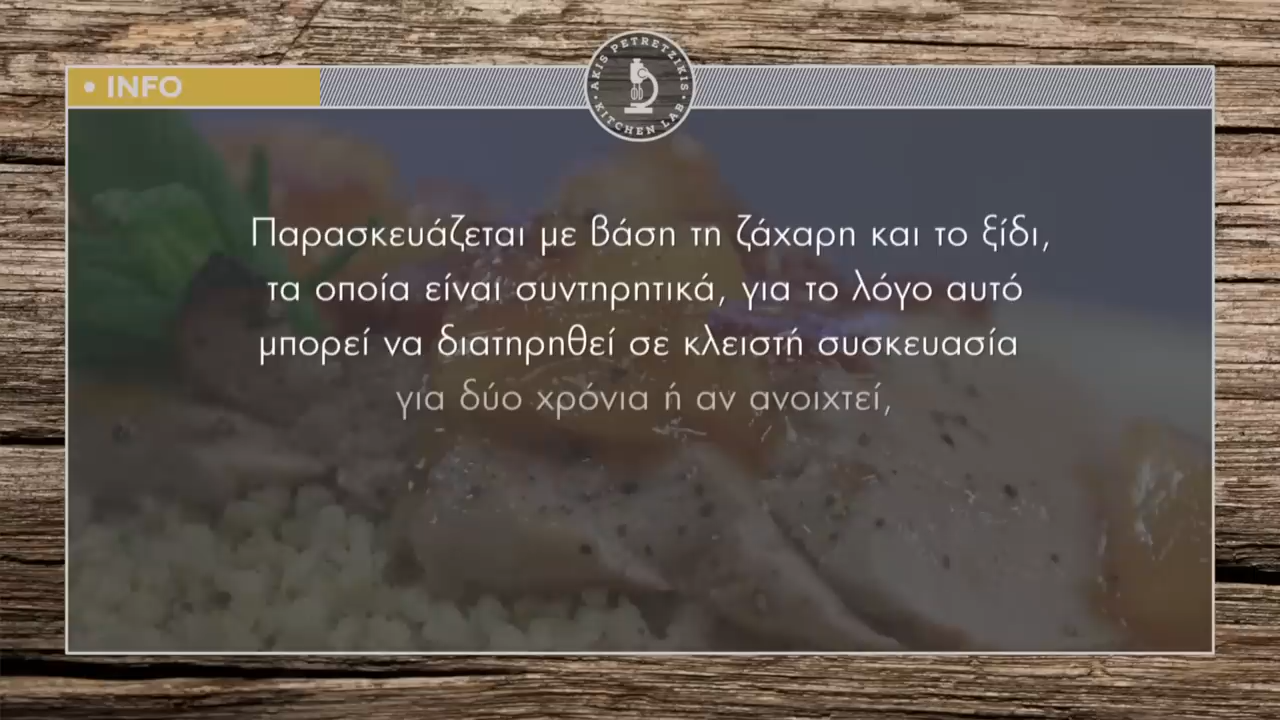 • INFO
AKIS PETRETZIKIS
• KITCHEN LAB •
Παρασκευάζεται με βάση τη ζάχαρη και το ξίδι,
τα οποία είναι συντηρητικά, για το λόγο αυτό
μπορεί να διατηρηθεί σε κλειστή συσκευασία
για δύο χρόνια ή αν ανοιχτεί,